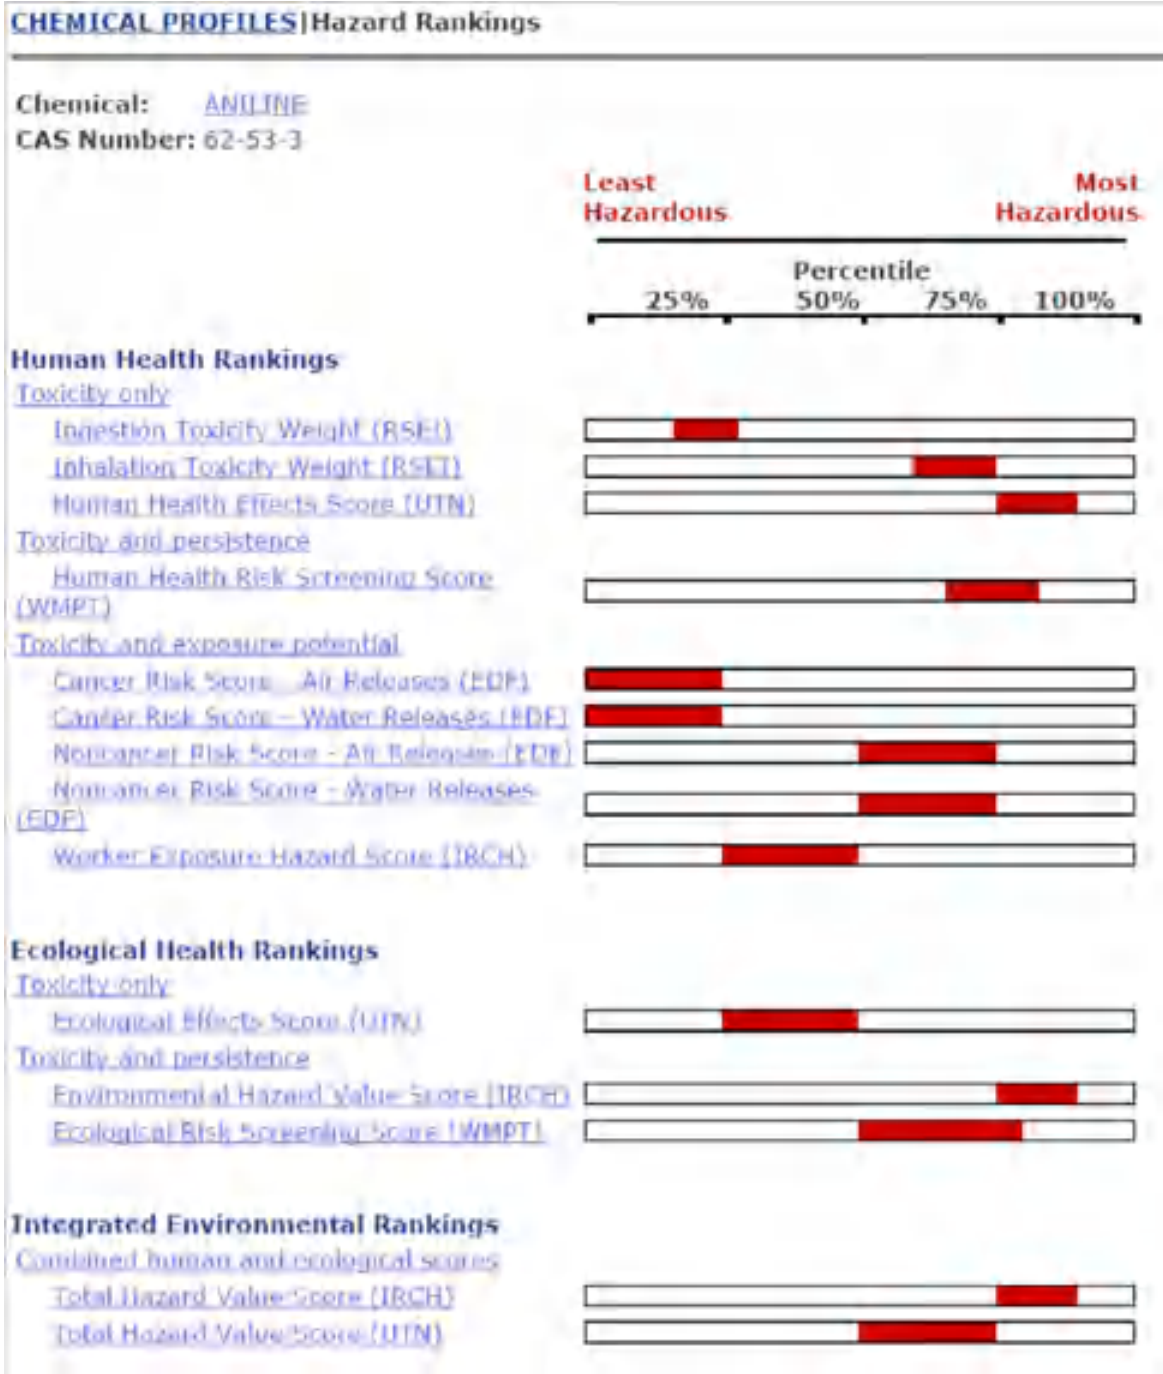 CHEMICAL PROFILES|Hazard Rankings
Chemical: ANILINE
CAS Number: 62-53-3
Least Most
Hazardous Hazardous
Percentile
25% 50% 75% 100%
Human Health Rankings
Toxicity only
Ingestion Toxicity Weight (RSEI)
Inhalation Toxicity Weight (RSEI)
Human Health Effects Score (UTN)
Toxicity and persistence
Human Health Risk Screening Score
(WMPT)
Toxicity and exposure potential
Cancer Risk Score - Air Releases (EDF)
Cancer Risk Score - Water Releases (EDF)
Noncancer Risk Score - Air Releases (EDF)
Noncancer Risk Score - Water Releases
(EDF)
Worker Exposure Hazard Score (IRCH)
Ecological Health Rankings
Toxicity only
Ecological Effects Score (UTN)
Toxicity and persistence
Environmental Hazard Value Score (IRCH)
Ecological Risk Screening Score (WMPT)
Integrated Environmental Rankings
Combined human and ecological scores
Total Hazard Value Score (IRCH)
Total Hazard Value Score (UTN)